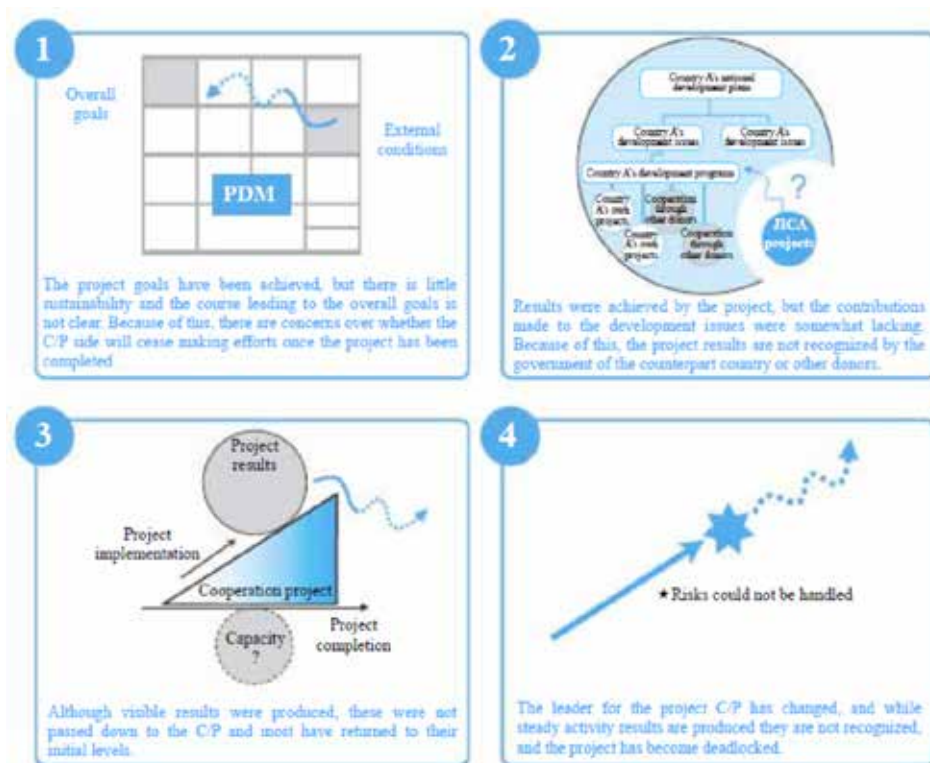 1
Overall
goals
External
conditions
PDM
The project goals have been achieved, but there is little
sustainability and the course leading to the overall goals is
not clear. Because of this, there are concerns over whether the
C/P side will cease making efforts once the project has been
completed
2
Country A's national
development plans
Country A's
development issues
Country A's
development issues
Country A's development programs
Country
A's own
projects
Cooperation
through
other donors
Country
A's own
projects
Cooperation
through
other donors
?
JICA
projects
Results were achieved by the project, but the contributions
made to the development issues were somewhat lacking.
Because of this, the project results are not recognized by the
government of the counterpart country or other donors.
3
Project
results
Project
implementation
Cooperation project
Capacity
?
Project
completion
Although visible results were produced, these were not
passed down to the C/P and most have returned to their
initial levels.
4
★Risks could not be handled
The leader for the project C/P has changed, and while
steady activity results are produced they are not recognized,
and the project has become deadlocked.